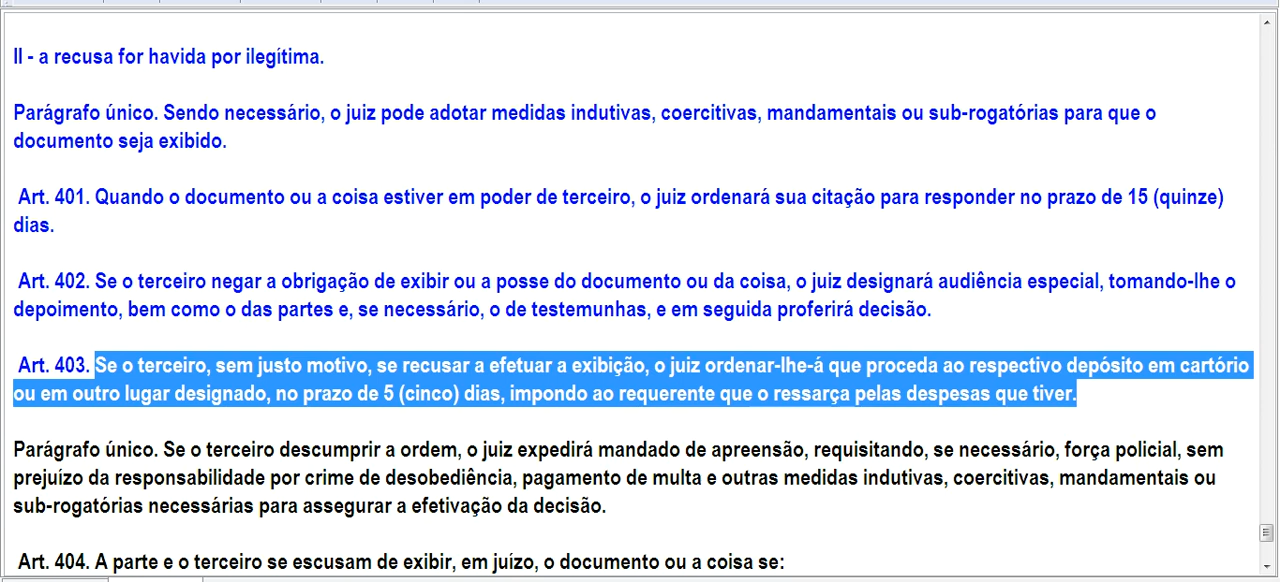 II - a recusa for havida por ilegítima.
Parágrafo único. Sendo necessário, o juiz pode adotar medidas indutivas, coercitivas, mandamentais ou sub-rogatórias para que o
documento seja exibido.
Art. 401. Quando o documento ou a coisa estiver em poder de terceiro, o juiz ordenará sua citação para responder no prazo de 15 (quinze)
dias.
Art. 402. Se o terceiro negar a obrigação de exibir ou a posse do documento ou da coisa, o juiz designará audiência especial, tomando-lhe o
depoimento, bem como o das partes e, se necessário, o de testemunhas, e em seguida proferirá decisão.
Art. 403. Se o terceiro, sem justo motivo, se recusar a efetuar a exibição, o juiz ordenar-lhe-á que proceda ao respectivo depósito em cartório
ou em outro lugar designado, no prazo de 5 (cinco) dias, impondo ao requerente que o ressarça pelas despesas que tiver.
Parágrafo único. Se o terceiro descumprir a ordem, o juiz expedirá mandado de apreensão, requisitando, se necessário, força policial, sem
prejuízo da responsabilidade por crime de desobediência, pagamento de multa e outras medidas indutivas, coercitivas, mandamentais ou
sub-rogatórias necessárias para assegurar a efetivação da decisão.
Art. 404. A parte e o terceiro se escusam de exibir, em juízo, o documento ou a coisa se: